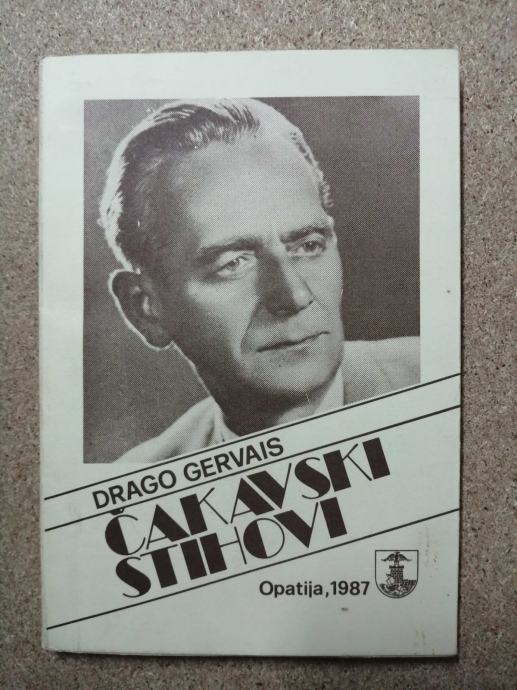 DRAGO GERVAIS
ČAKAVSKI
STIHOVI
Opatija, 1987